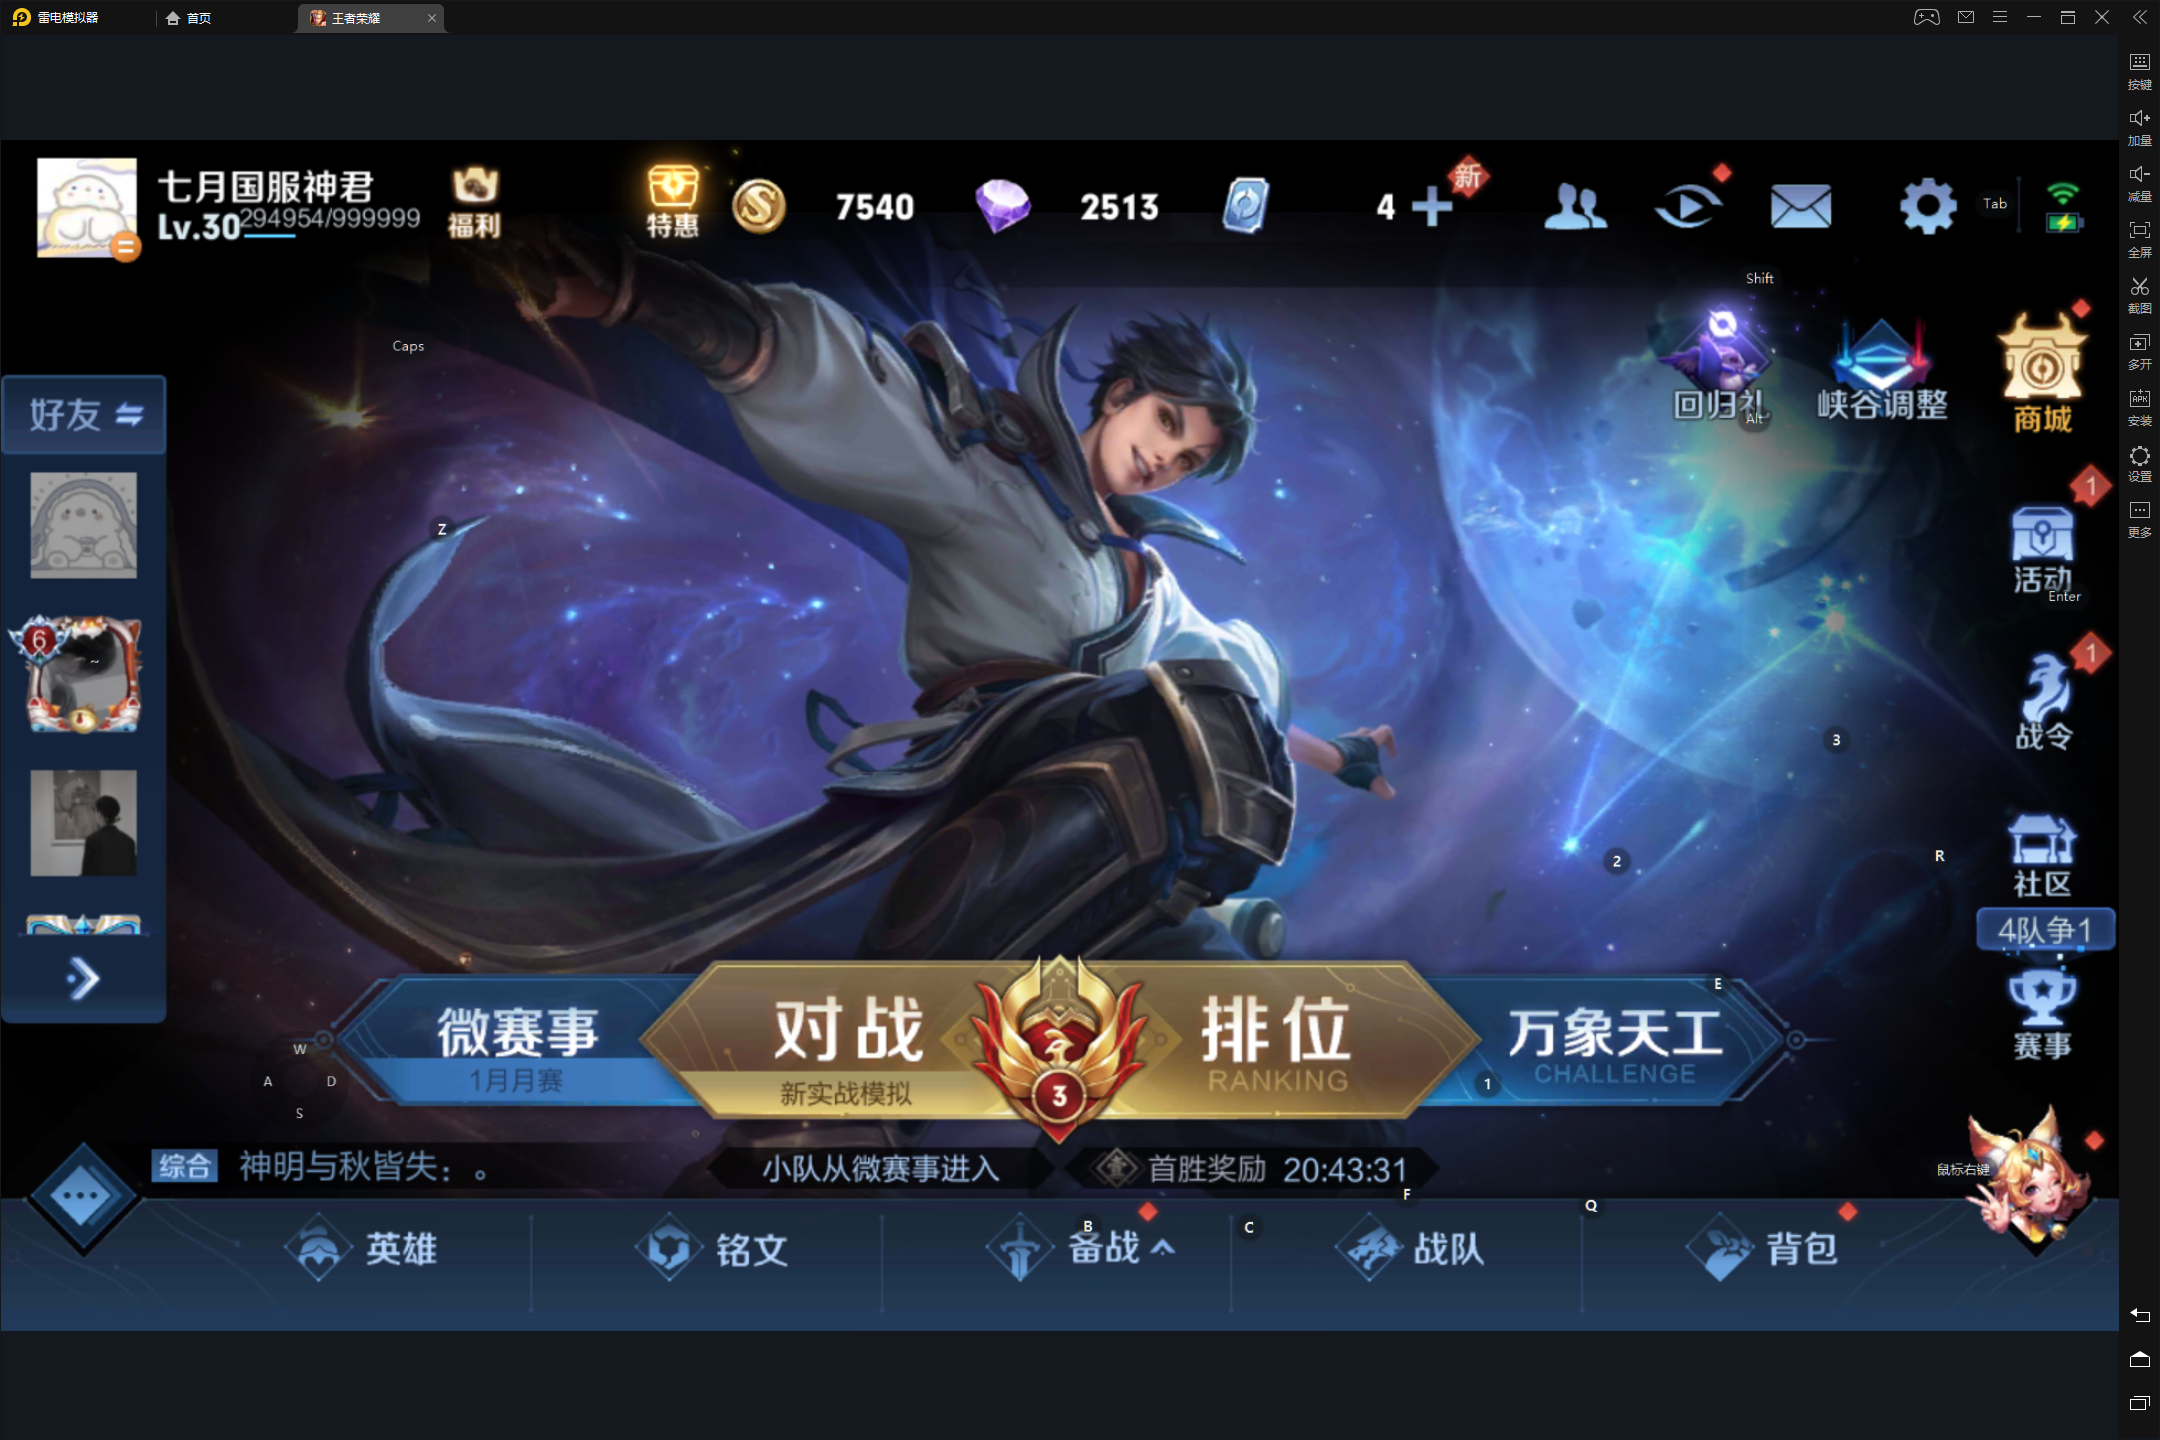 雷电模拟器
首页
王者荣耀
按键
加量
减量
全屏
截图
多开
安装
设置
更多
七月国服神君
Lv.30 294954/999999
福利
特惠
7540
2513
4
新
Tab
Shift
Caps
回归礼
Alt
峡谷调整
商城
好友
Z
1
活动
Enter
6
1
战令
3
2
R
社区
4队争1
赛事
微赛事
1月月赛
对战
新实战模拟
3
排位
RANKING
万象天工
CHALLENGE
E
1
W
A
D
S
综合 神明与秋皆失：。
小队从微赛事进入
首胜奖励 20:43:31
鼠标右键
F
B
C
Q
英雄
铭文
备战
战队
背包